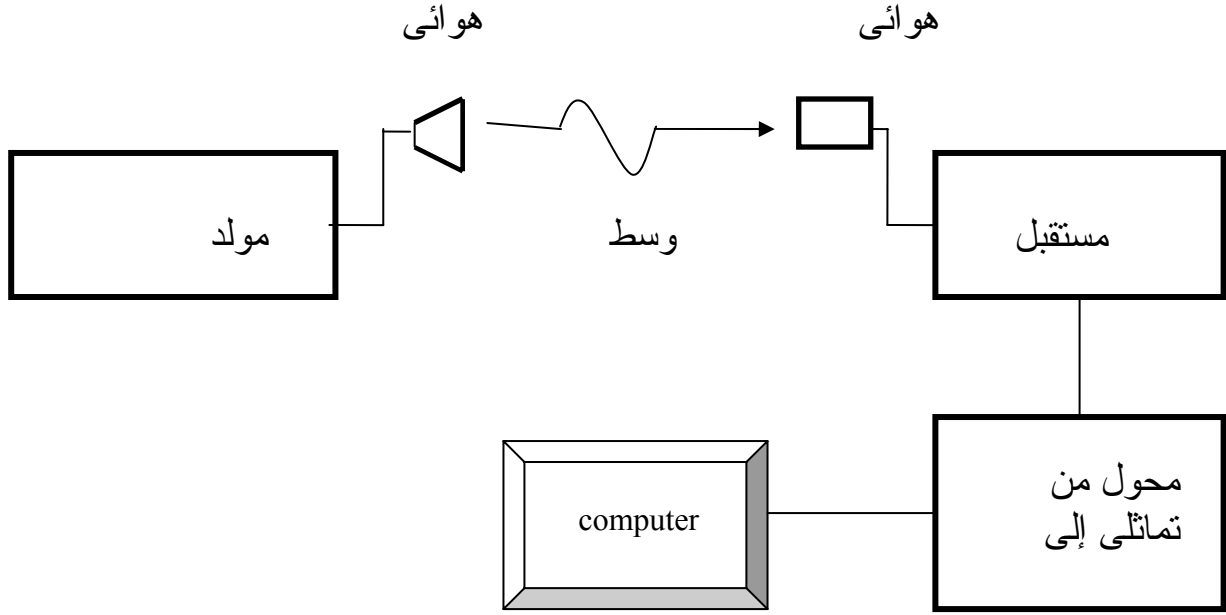 هوائى
هوائى
مولد
وسط
مستقبل
محول من
تماثلى إلى
computer